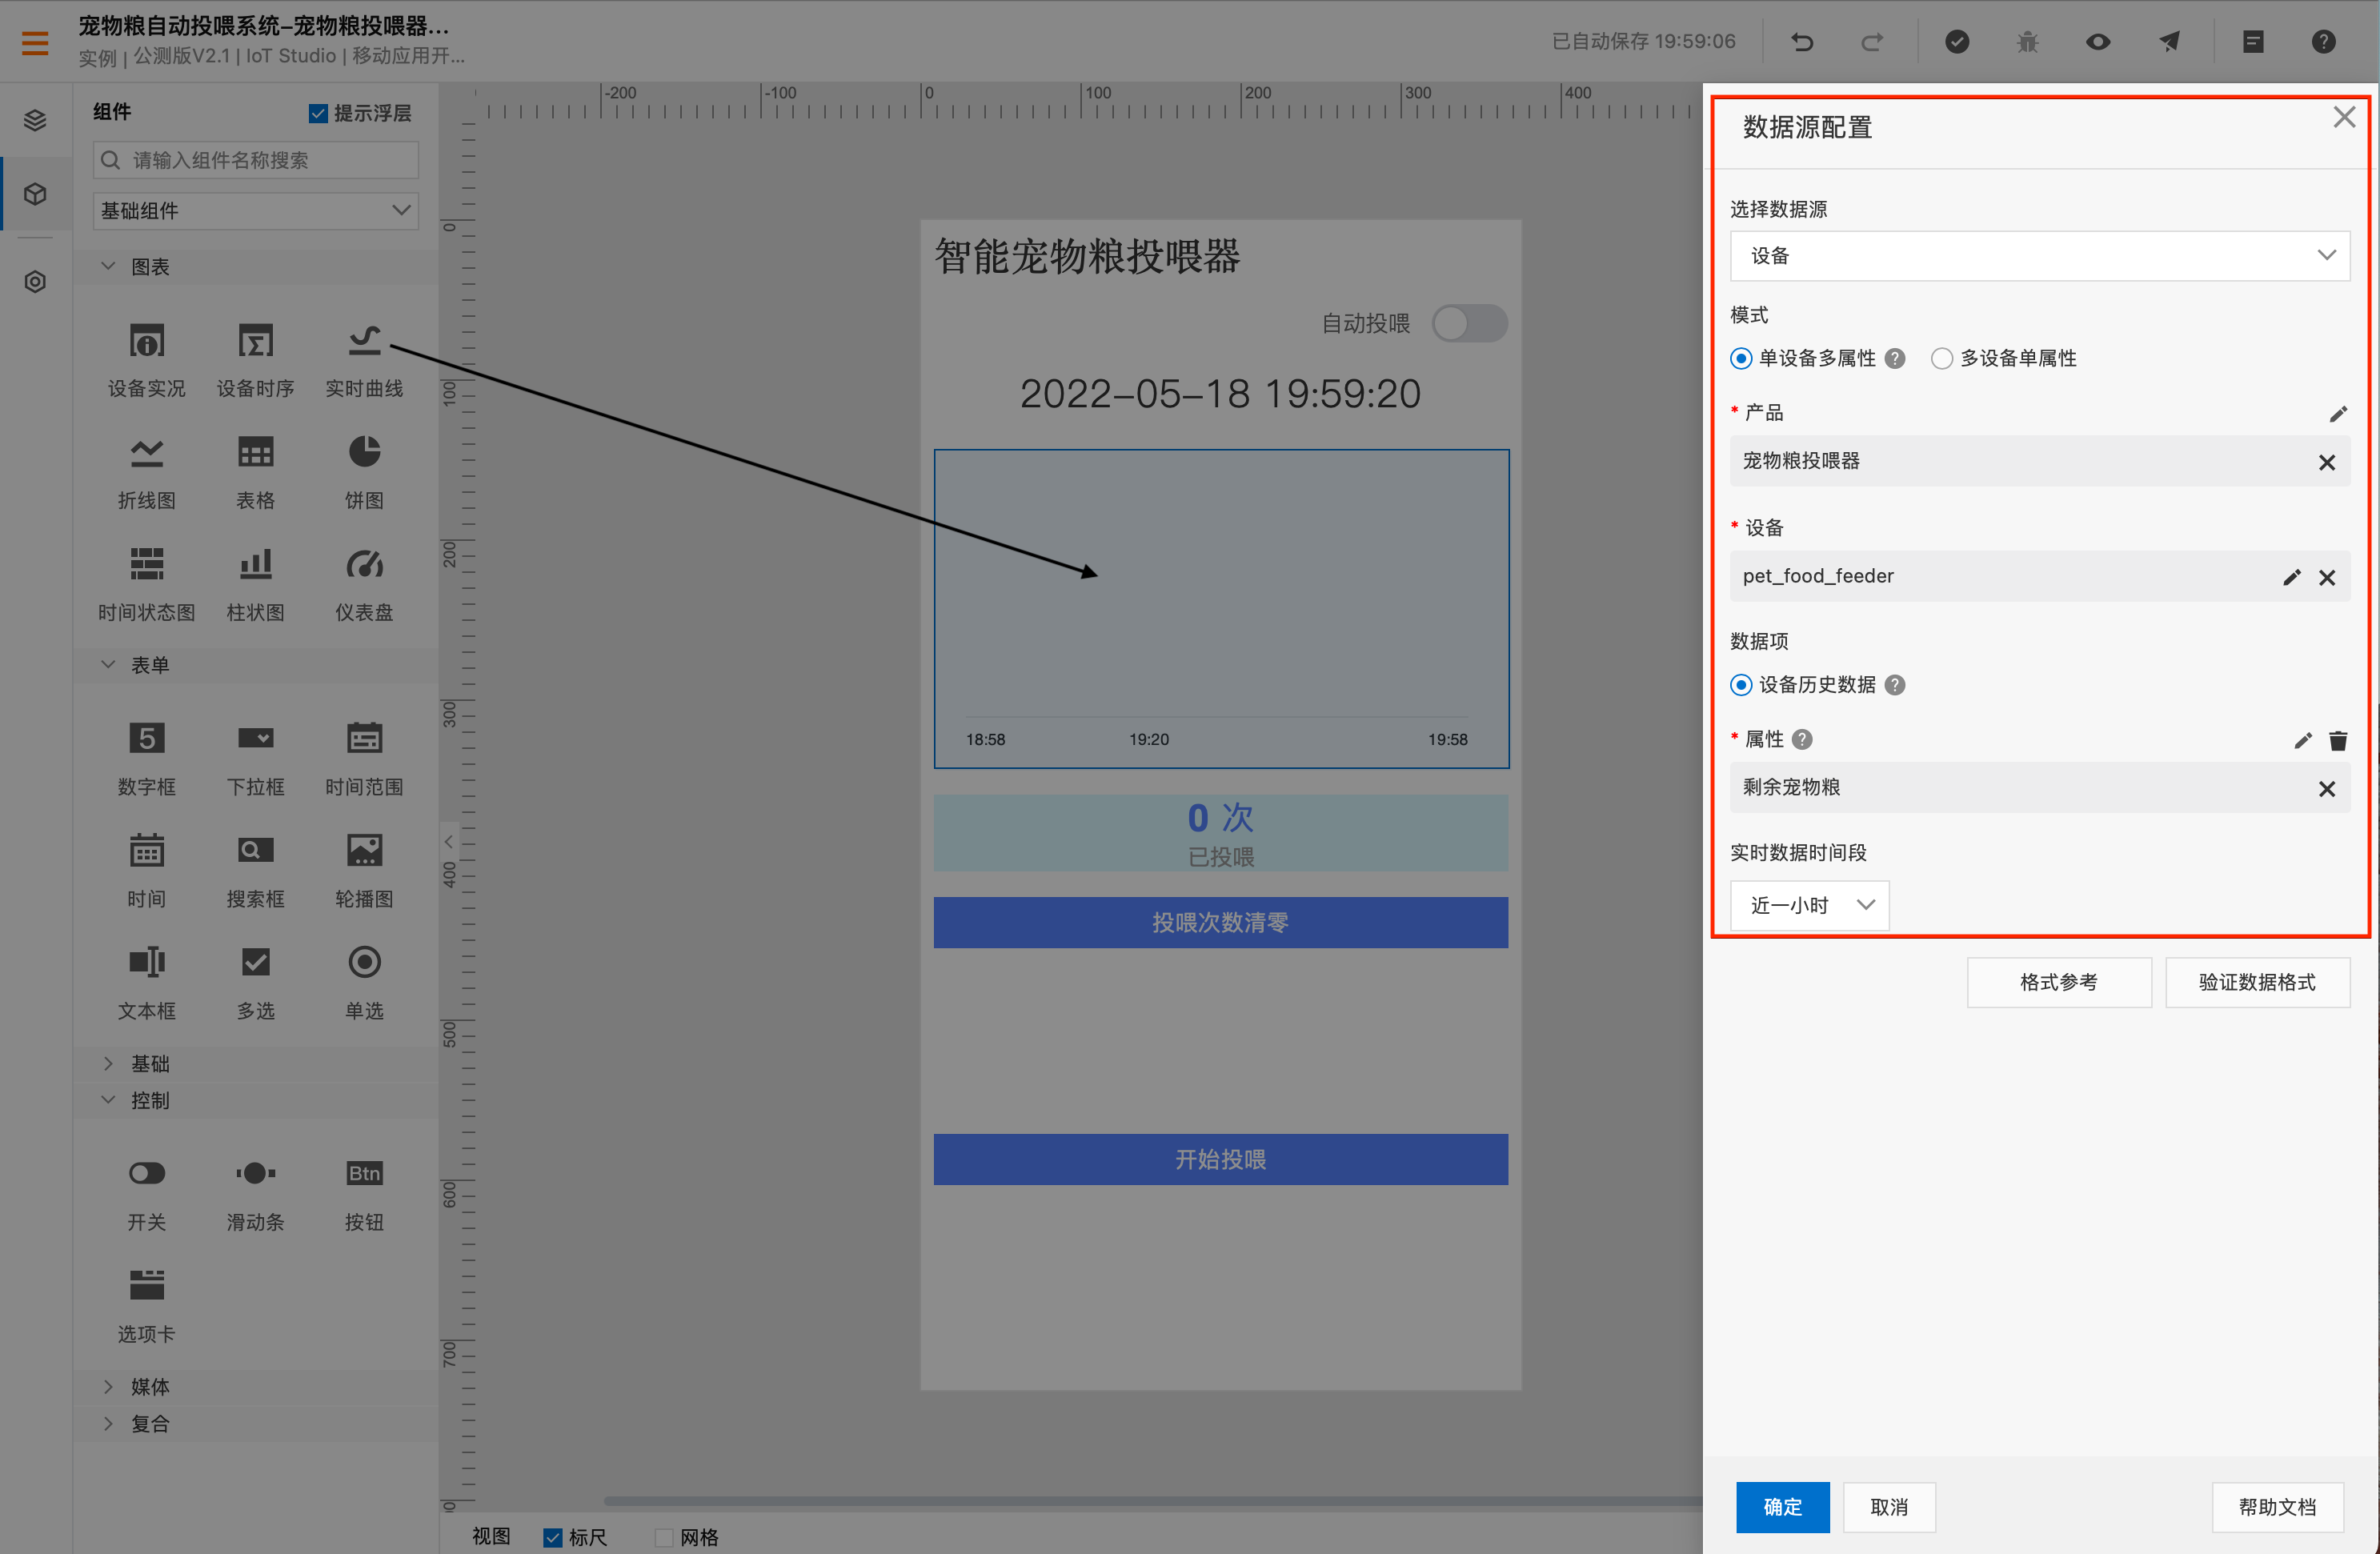 宠物粮自动投喂系统–宠物粮投喂器...
实例 | 公测版V2.1 | IoT Studio | 移动应用开...
已自动保存 19:59:06
组件
提示浮层
请输入组件名称搜索
基础组件
图表
设备实况 设备时序 实时曲线
折线图 表格 饼图
时间状态图 柱状图 仪表盘
表单
5
数字框 下拉框 时间范围
时间 搜索框 轮播图
文本框 多选 单选
基础
控制
Btn
开关 滑动条 按钮
选项卡
媒体
复合
-200 -100 0 100 200 300 400
0
100
200
300
400
500
600
700
智能宠物粮投喂器
自动投喂
2022–05–18 19:59:20
18:58 19:20 19:58
0 次
已投喂
投喂次数清零
开始投喂
视图 标尺 网格
数据源配置
选择数据源
设备
模式
单设备多属性 ? 多设备单属性
* 产品
宠物粮投喂器
* 设备
pet_food_feeder
数据项
设备历史数据 ?
* 属性 ?
剩余宠物粮
实时数据时间段
近一小时
格式参考 验证数据格式
确定 取消 帮助文档